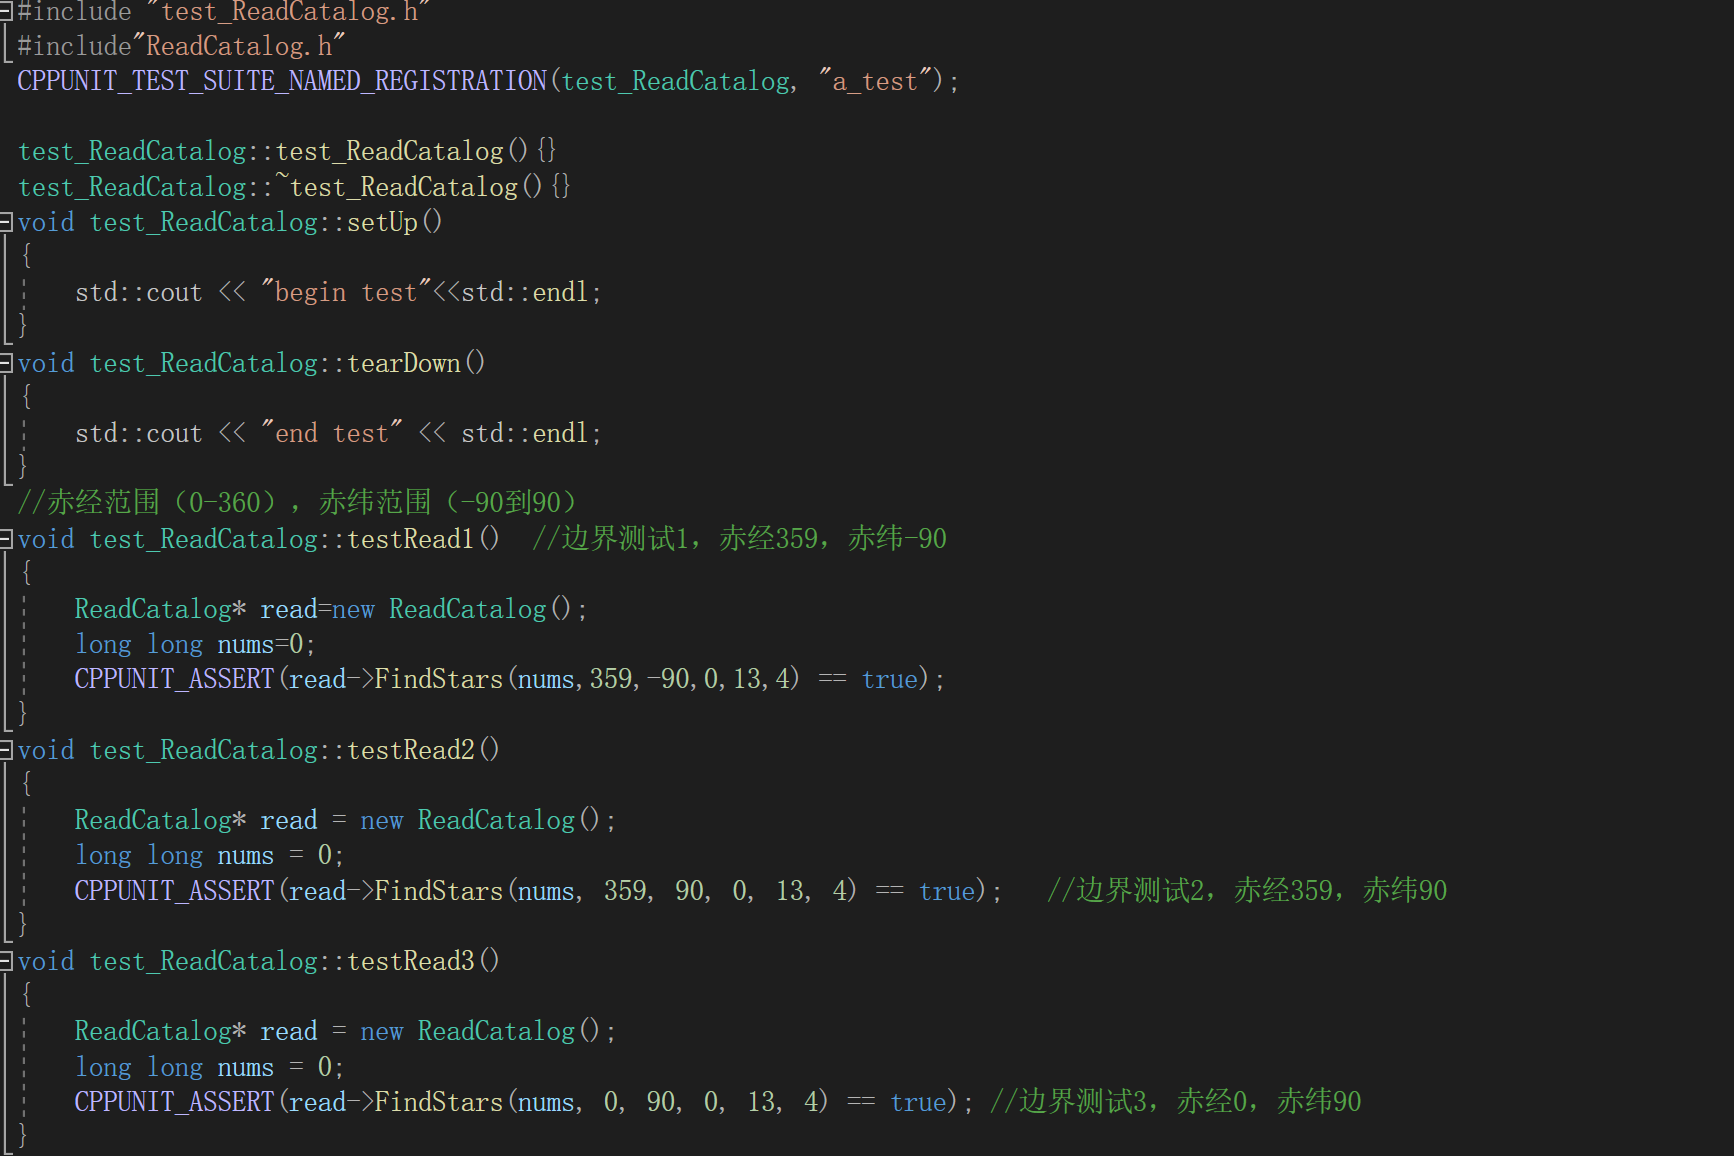 #include "test_ReadCatalog.h"
#include"ReadCatalog.h"
CPPUNIT_TEST_SUITE_NAMED_REGISTRATION(test_ReadCatalog, "a_test");
test_ReadCatalog::test_ReadCatalog(){}
test_ReadCatalog::~test_ReadCatalog(){}
void test_ReadCatalog::setUp()
{
std::cout << "begin test"<<std::endl;
}
void test_ReadCatalog::tearDown()
{
std::cout << "end test" << std::endl;
}
//赤经范围（0-360），赤纬范围（-90到90）
void test_ReadCatalog::testRead1()  //边界测试1，赤经359，赤纬-90
{
ReadCatalog* read=new ReadCatalog();
long long nums=0;
CPPUNIT_ASSERT(read->FindStars(nums,359,-90,0,13,4) == true);
}
void test_ReadCatalog::testRead2()
{
ReadCatalog* read = new ReadCatalog();
long long nums = 0;
CPPUNIT_ASSERT(read->FindStars(nums, 359, 90, 0, 13, 4) == true);   //边界测试2，赤经359，赤纬90
}
void test_ReadCatalog::testRead3()
{
ReadCatalog* read = new ReadCatalog();
long long nums = 0;
CPPUNIT_ASSERT(read->FindStars(nums, 0, 90, 0, 13, 4) == true); //边界测试3，赤经0，赤纬90
}